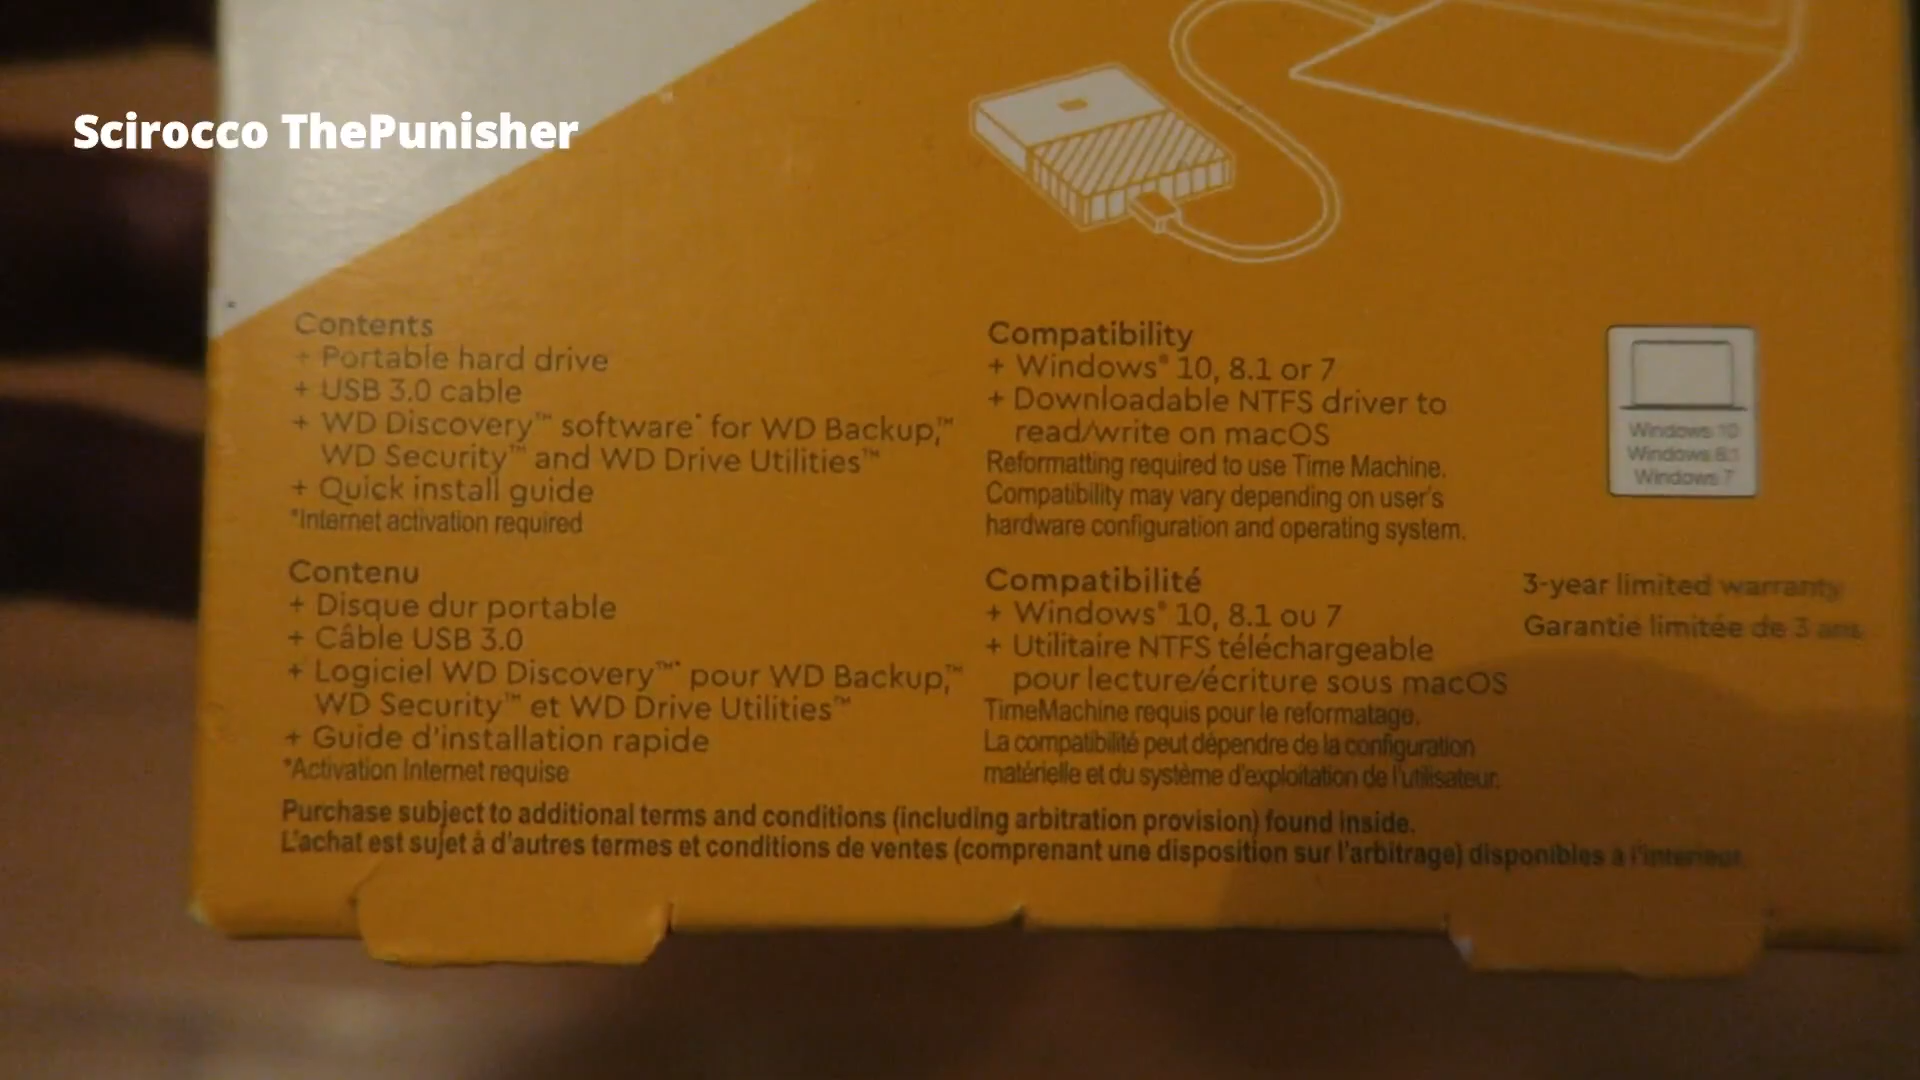 Scirocco ThePunisher
Contents
+ Portable hard drive
+ USB 3.0 cable
+ WD Discovery™ software* for WD Backup,™
WD Security™ and WD Drive Utilities™
+ Quick install guide
*Internet activation required
Compatibility
+ Windows® 10, 8.1 or 7
+ Downloadable NTFS driver to
read/write on macOS
Reformatting required to use Time Machine.
Compatibility may vary depending on user's
hardware configuration and operating system.
Windows 10
Windows 8.1
Windows 7
Contenu
+ Disque dur portable
+ Câble USB 3.0
+ Logiciel WD Discovery™* pour WD Backup,™
WD Security™ et WD Drive Utilities™
+ Guide d'installation rapide
*Activation Internet requise
Compatibilité
+ Windows® 10, 8.1 ou 7
+ Utilitaire NTFS téléchargeable
pour lecture/écriture sous macOS
TimeMachine requis pour le reformatage.
La compatibilité peut dépendre de la configuration
matérielle et du système d'exploitation de l'utilisateur.
3-year limited warranty
Garantie limitée de 3 ans
Purchase subject to additional terms and conditions (including arbitration provision) found inside.
L'achat est sujet à d'autres termes et conditions de ventes (comprenant une disposition sur l'arbitrage) disponibles à l'interieur.